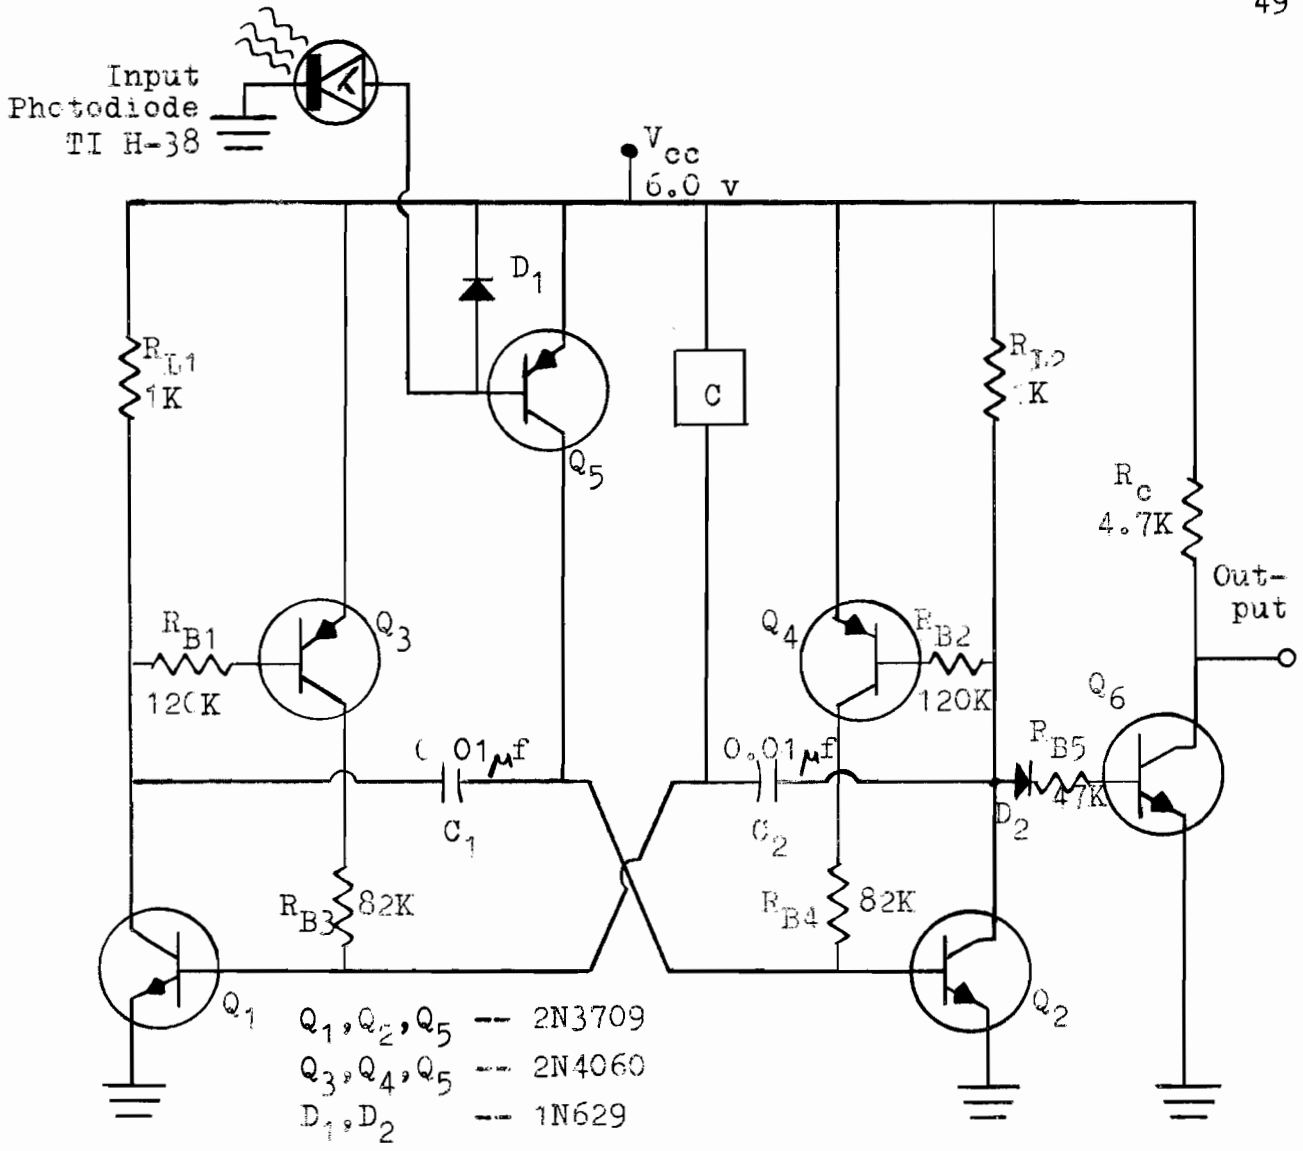 49
Input
Photodiode
TI H-38
Vcc
6.0 v
D1
RL1
1K
RL2
K
C
Q5
Rc
4.7K
Out-
put
RB1
120K
Q3
Q4
RB2
120K
Q6
01μf
C1
0.01μf
C2
RB5
47K
D2
RB3
82K
RB4
82K
Q1
Q2
Q1,Q2,Q5 -- 2N3709
Q3,Q4,Q5 -- 2N4060
D1,D2 -- 1N629